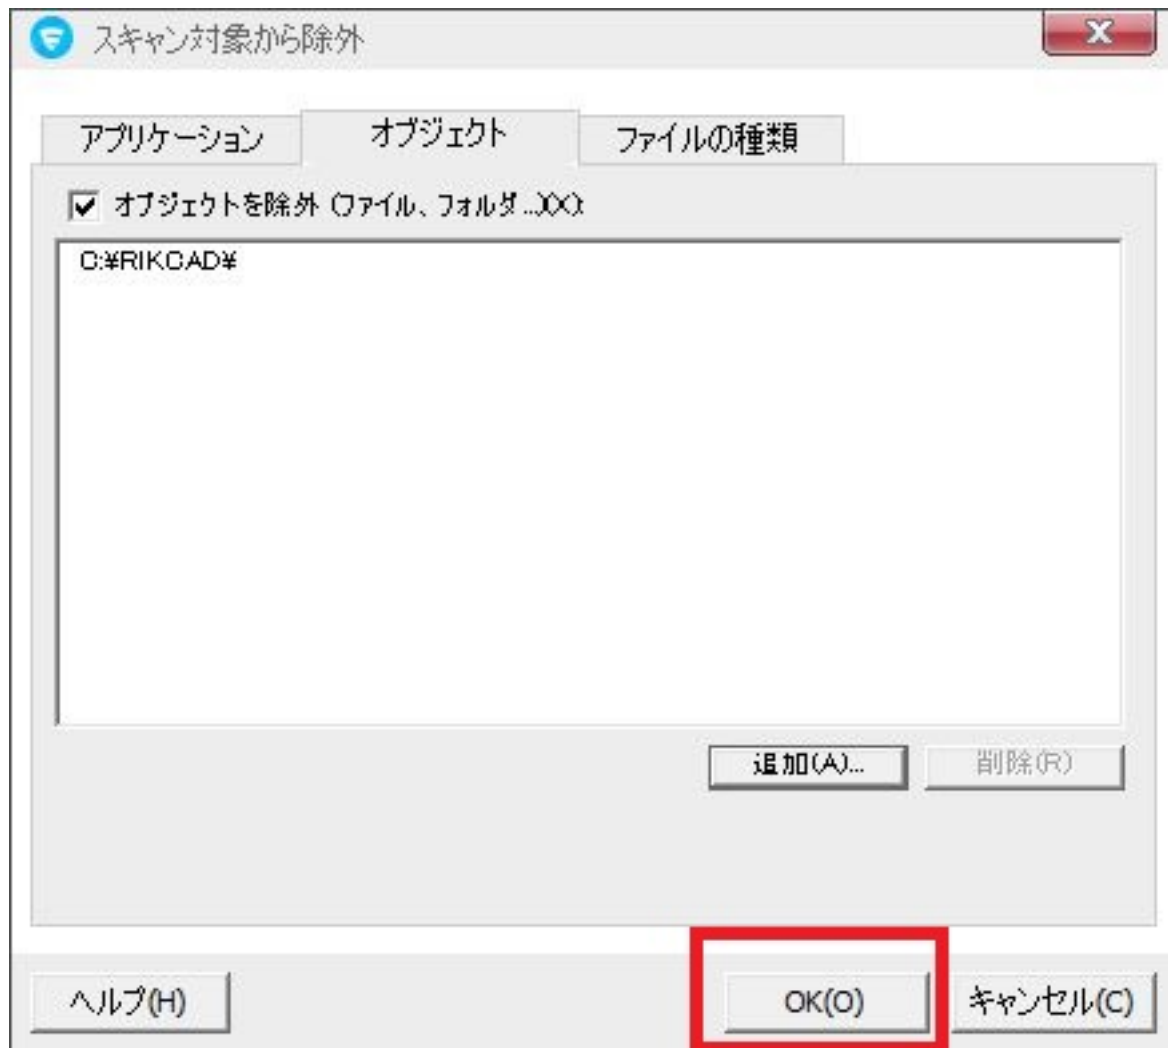 スキャン対象から除外
アプリケーション
オブジェクト
ファイルの種類
オブジェクトを除外 (ファイル、フォルダ...)(X):
C:¥RIKCAD¥
追加(A)...
削除(R)
ヘルプ(H)
OK(O)
キャンセル(C)